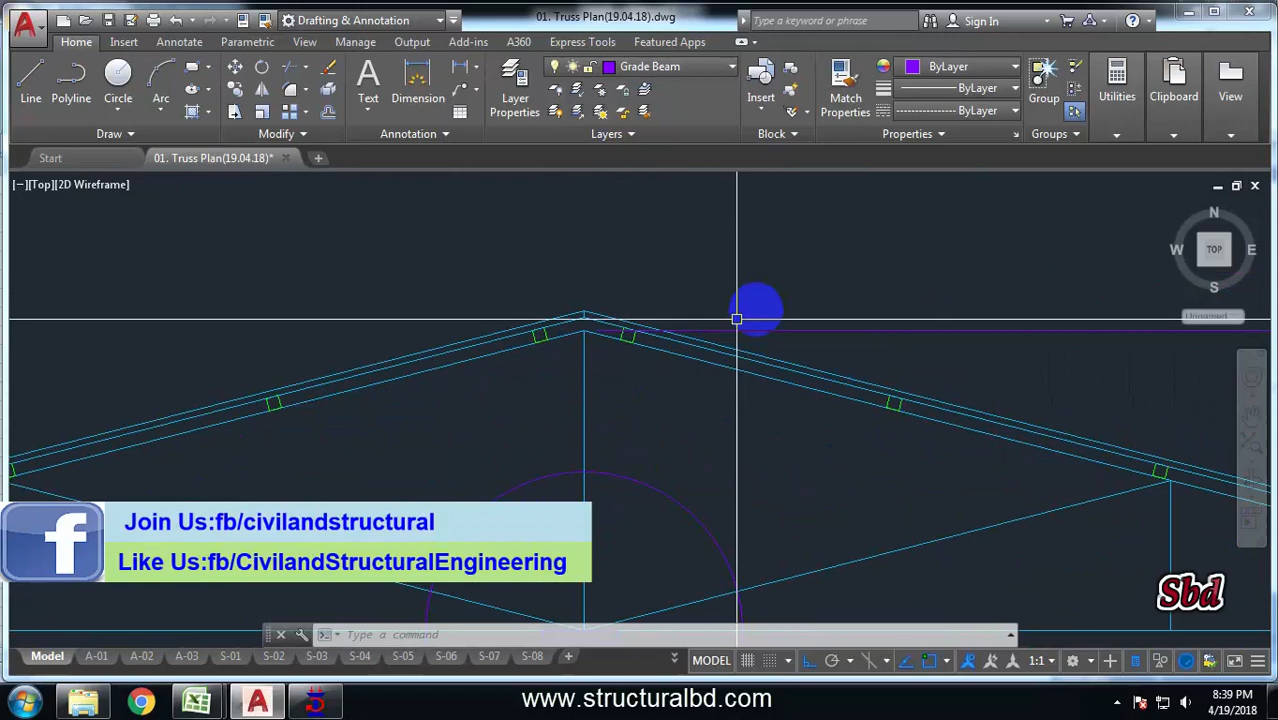 Drafting & Annotation
01. Truss Plan(19.04.18).dwg
Type a keyword or phrase
Sign In
Home Insert Annotate Parametric View Manage Output Add-ins A360 Express Tools Featured Apps
Line Polyline Circle Arc
Text Dimension
Layer Properties
Grade Beam
Insert
Match Properties
ByLayer
ByLayer
ByLayer
Group
Utilities
Clipboard
View
Draw Modify Annotation Layers Block Properties Groups
Start
01. Truss Plan(19.04.18)*
[−][Top][2D Wireframe]
N
W TOP E
S
Unnamed
Join Us:fb/civilandstructural
Like Us:fb/CivilandStructuralEngineering
Sbd
Type a command
Model A-01 A-02 A-03 S-01 S-02 S-03 S-04 S-05 S-06 S-07 S-08
MODEL
1:1
www.structuralbd.com
8:39 PM
4/19/2018